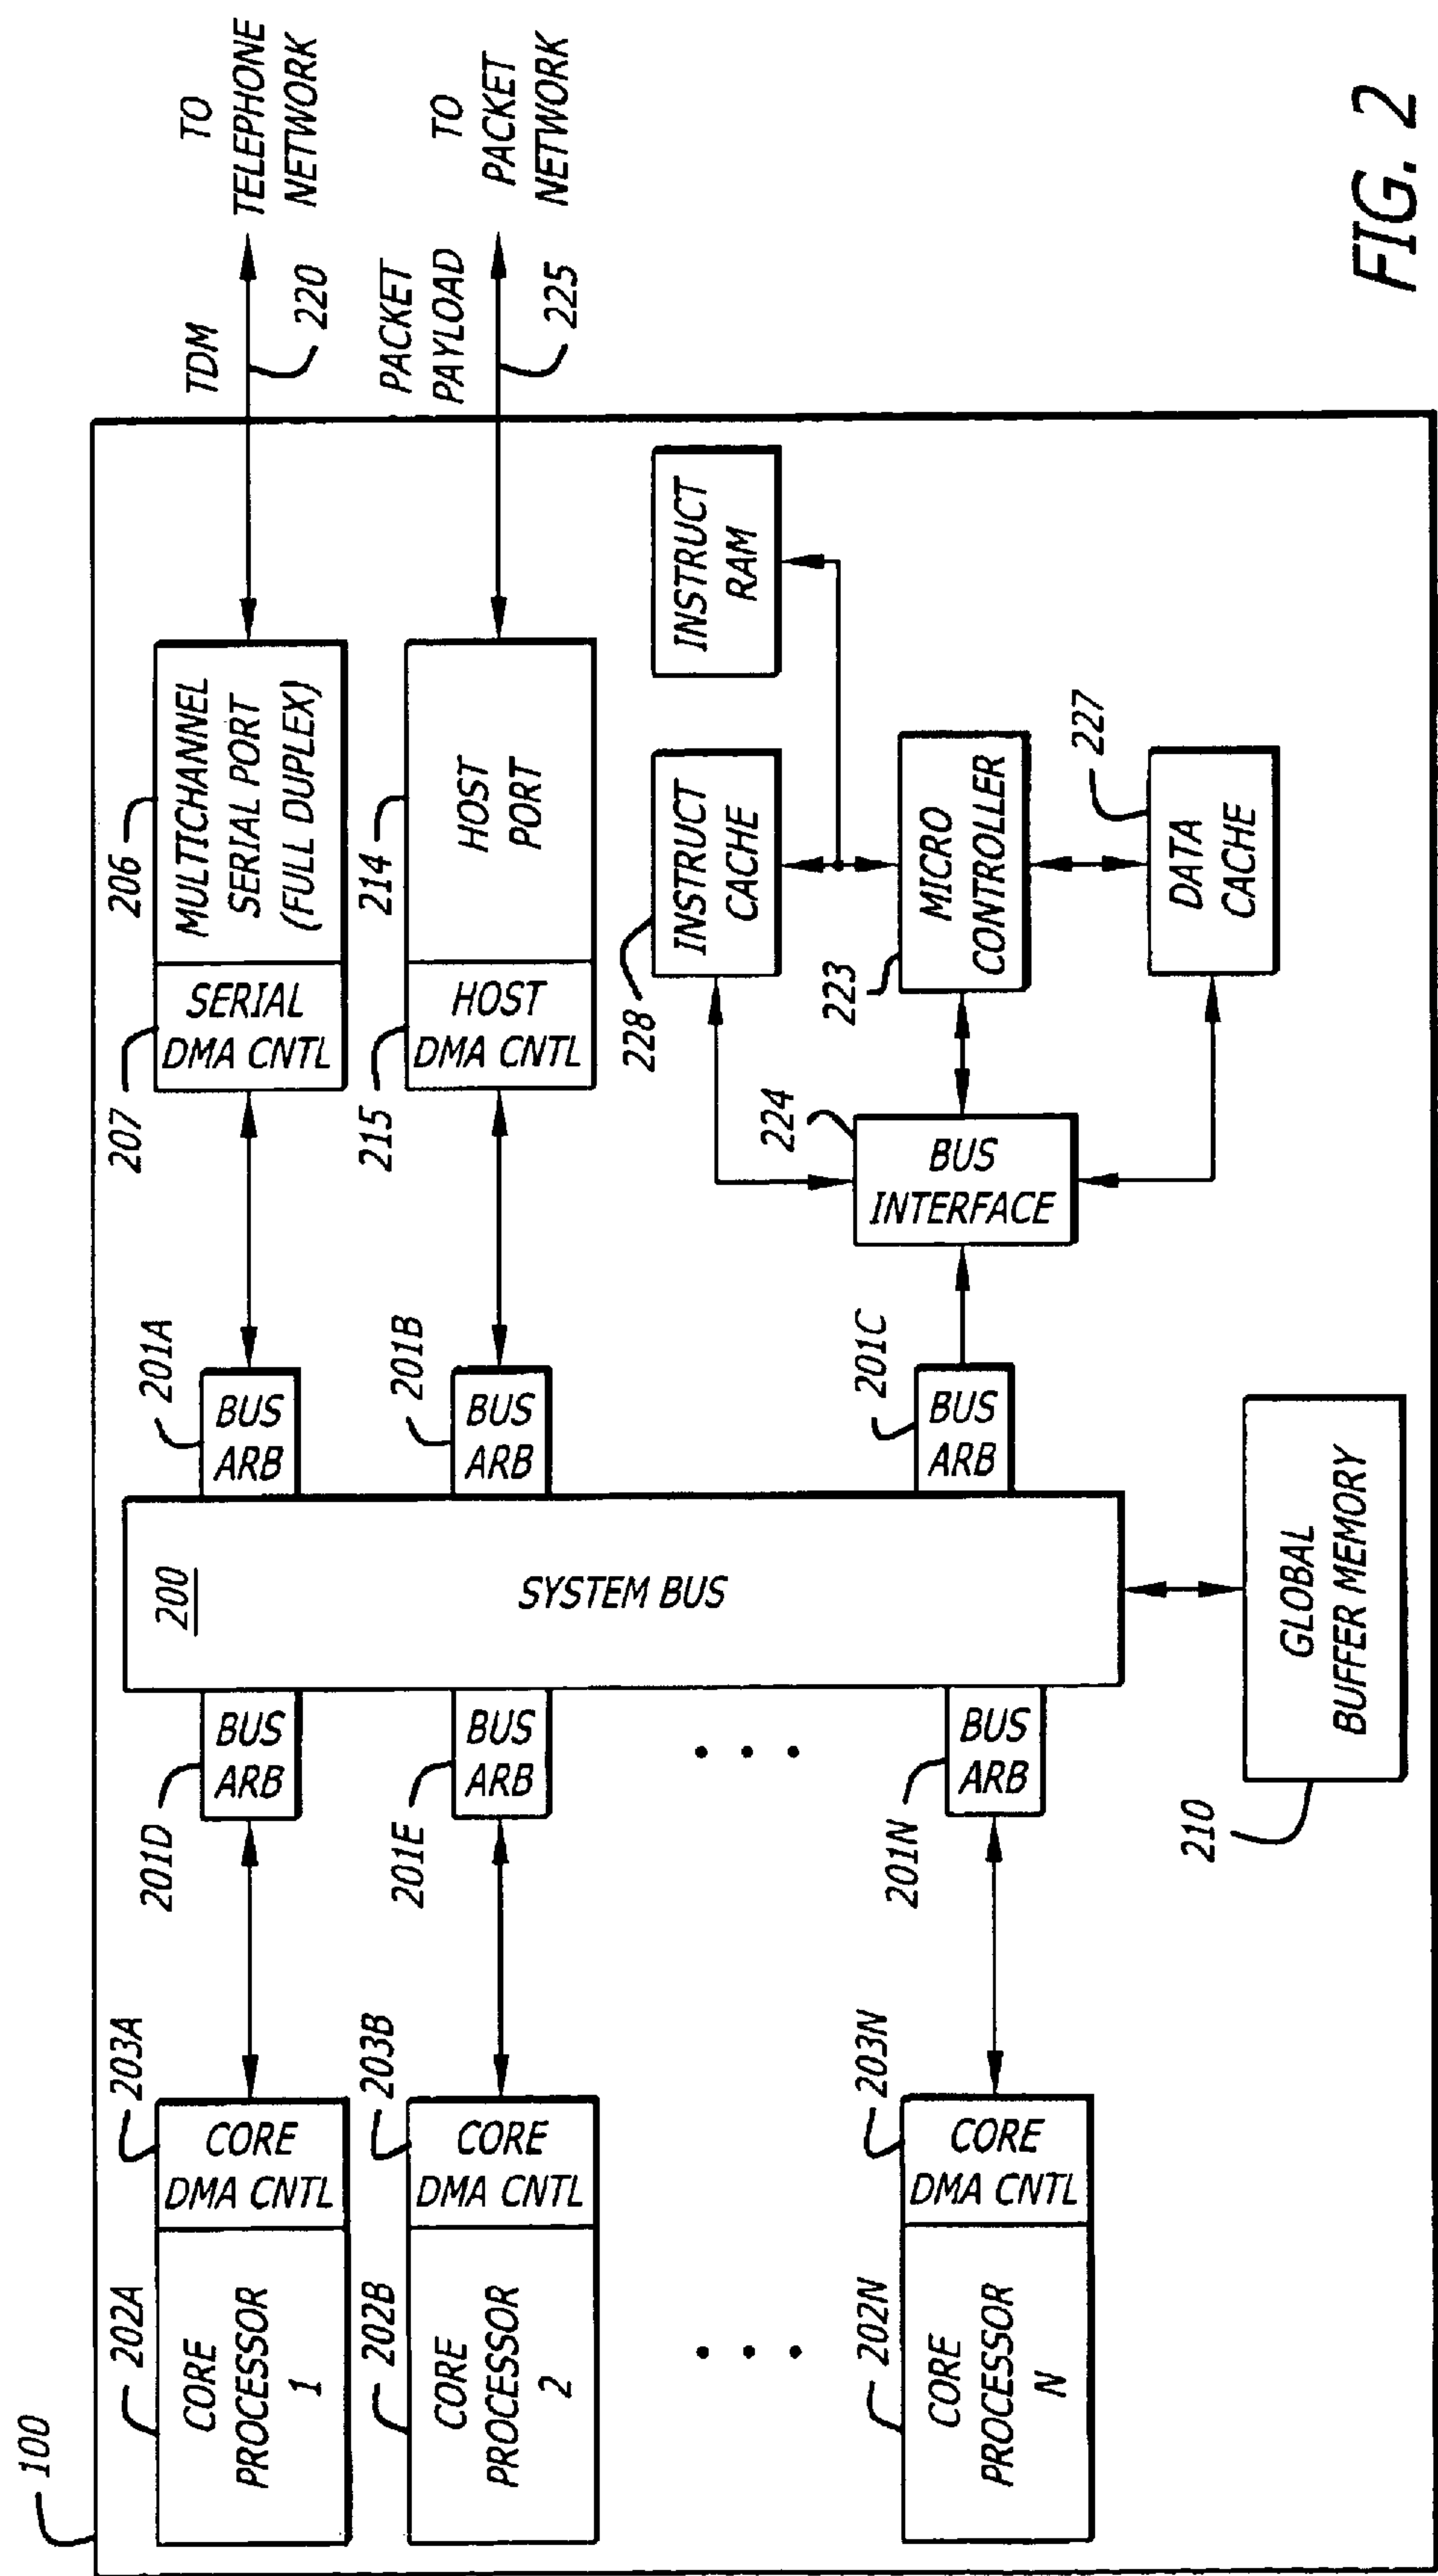 100
202A
CORE
PROCESSOR
1
203A
CORE
DMA CNTL
201D
BUS
ARB
200
SYSTEM BUS
201A
BUS
ARB
207
SERIAL
DMA CNTL
206
MULTICHANNEL
SERIAL PORT
(FULL DUPLEX)
TDM
220
TO
TELEPHONE
NETWORK
202B
CORE
PROCESSOR
2
203B
CORE
DMA CNTL
201E
BUS
ARB
201B
BUS
ARB
215
HOST
DMA CNTL
214
HOST
PORT
PACKET
PAYLOAD
225
TO
PACKET
NETWORK
202N
CORE
PROCESSOR
N
203N
CORE
DMA CNTL
201N
BUS
ARB
201C
BUS
ARB
224
BUS
INTERFACE
228
INSTRUCT
CACHE
INSTRUCT
RAM
223
MICRO
CONTROLLER
227
DATA
CACHE
210
GLOBAL
BUFFER MEMORY
FIG. 2